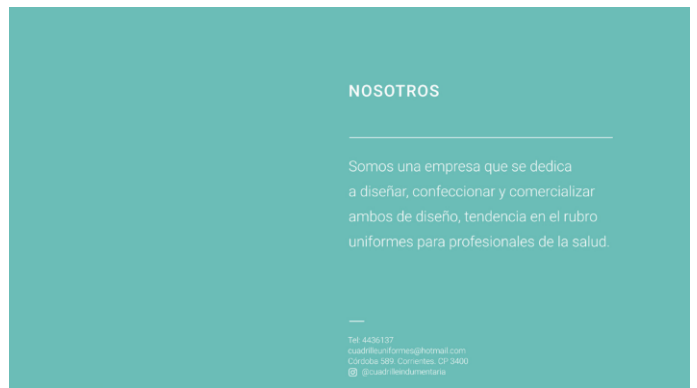 NOSOTROS
Somos una empresa que se dedica
a diseñar, confeccionar y comercializar
ambos de diseño, tendencia en el rubro
uniformes para profesionales de la salud.
Tel: 4436137
cuadrilleuniformes@hotmail.com
Córdoba 589. Corrientes. CP 3400
@cuadrilleindumentaria